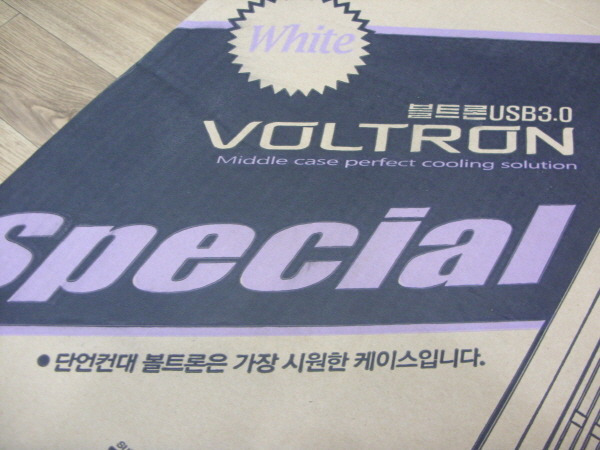 White
볼트론USB3.0
VOLTRON
Middle case perfect cooling solution
Special
• 단언컨대 볼트론은 가장 시원한 케이스입니다.